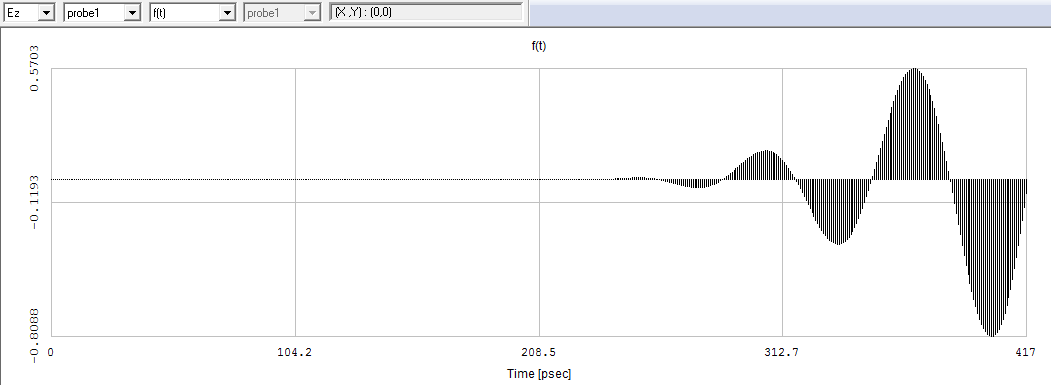 Ez probe1 f(t) probe1 (X ,Y) : (0,0)
f(t)
0.5703
-0.1193
-0.8088
0 104.2 208.5 312.7 417
Time [psec]